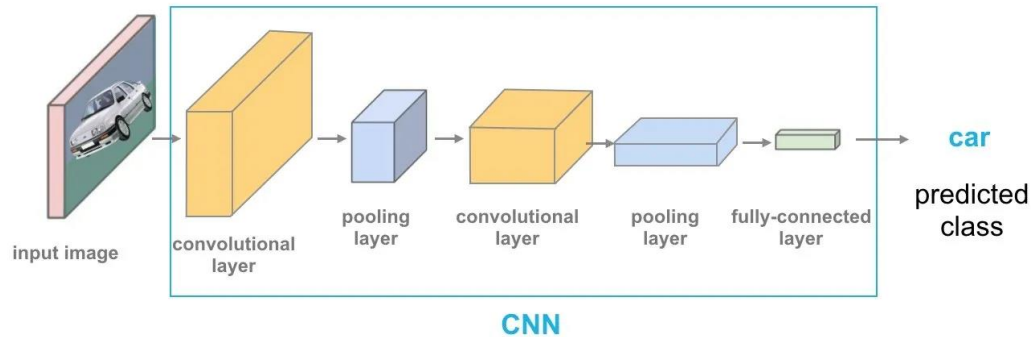 input image
convolutional
layer
pooling
layer
convolutional
layer
pooling
layer
fully-connected
layer
car
predicted
class
CNN